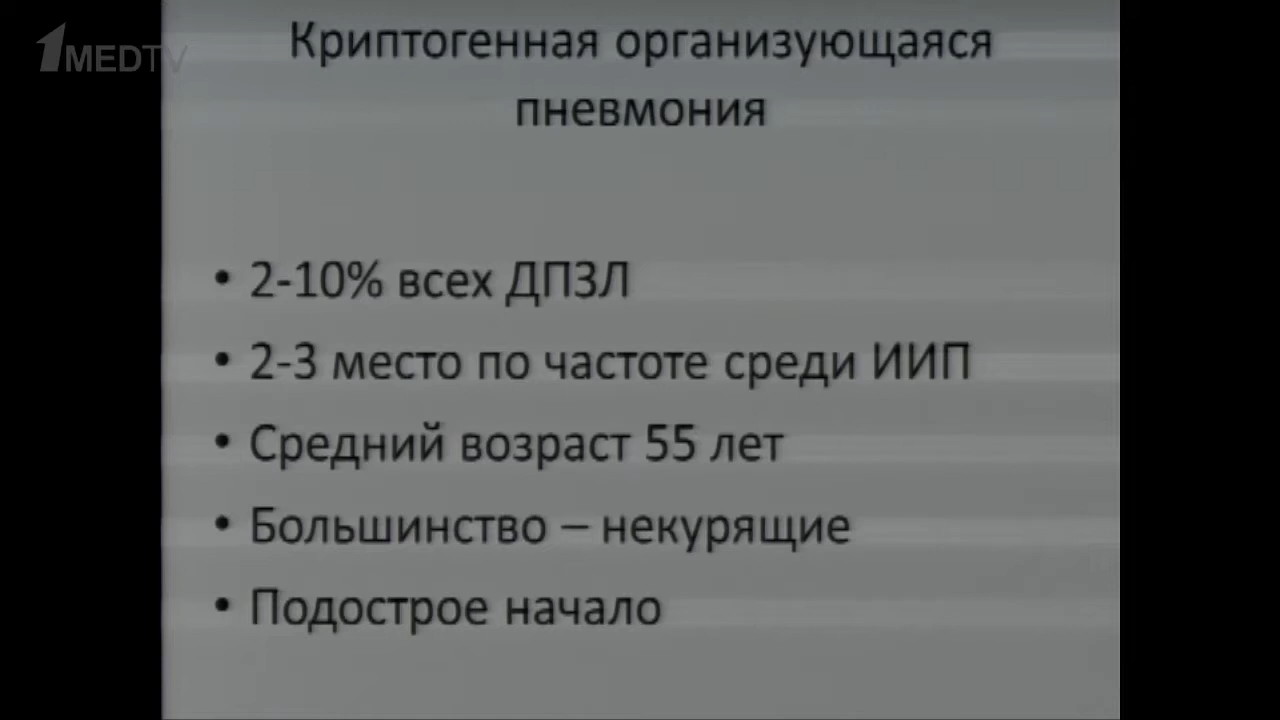 1MEDTV
Криптогенная организующаяся
пневмония
• 2-10% всех ДПЗЛ
• 2-3 место по частоте среди ИИП
• Средний возраст 55 лет
• Большинство – некурящие
• Подострое начало